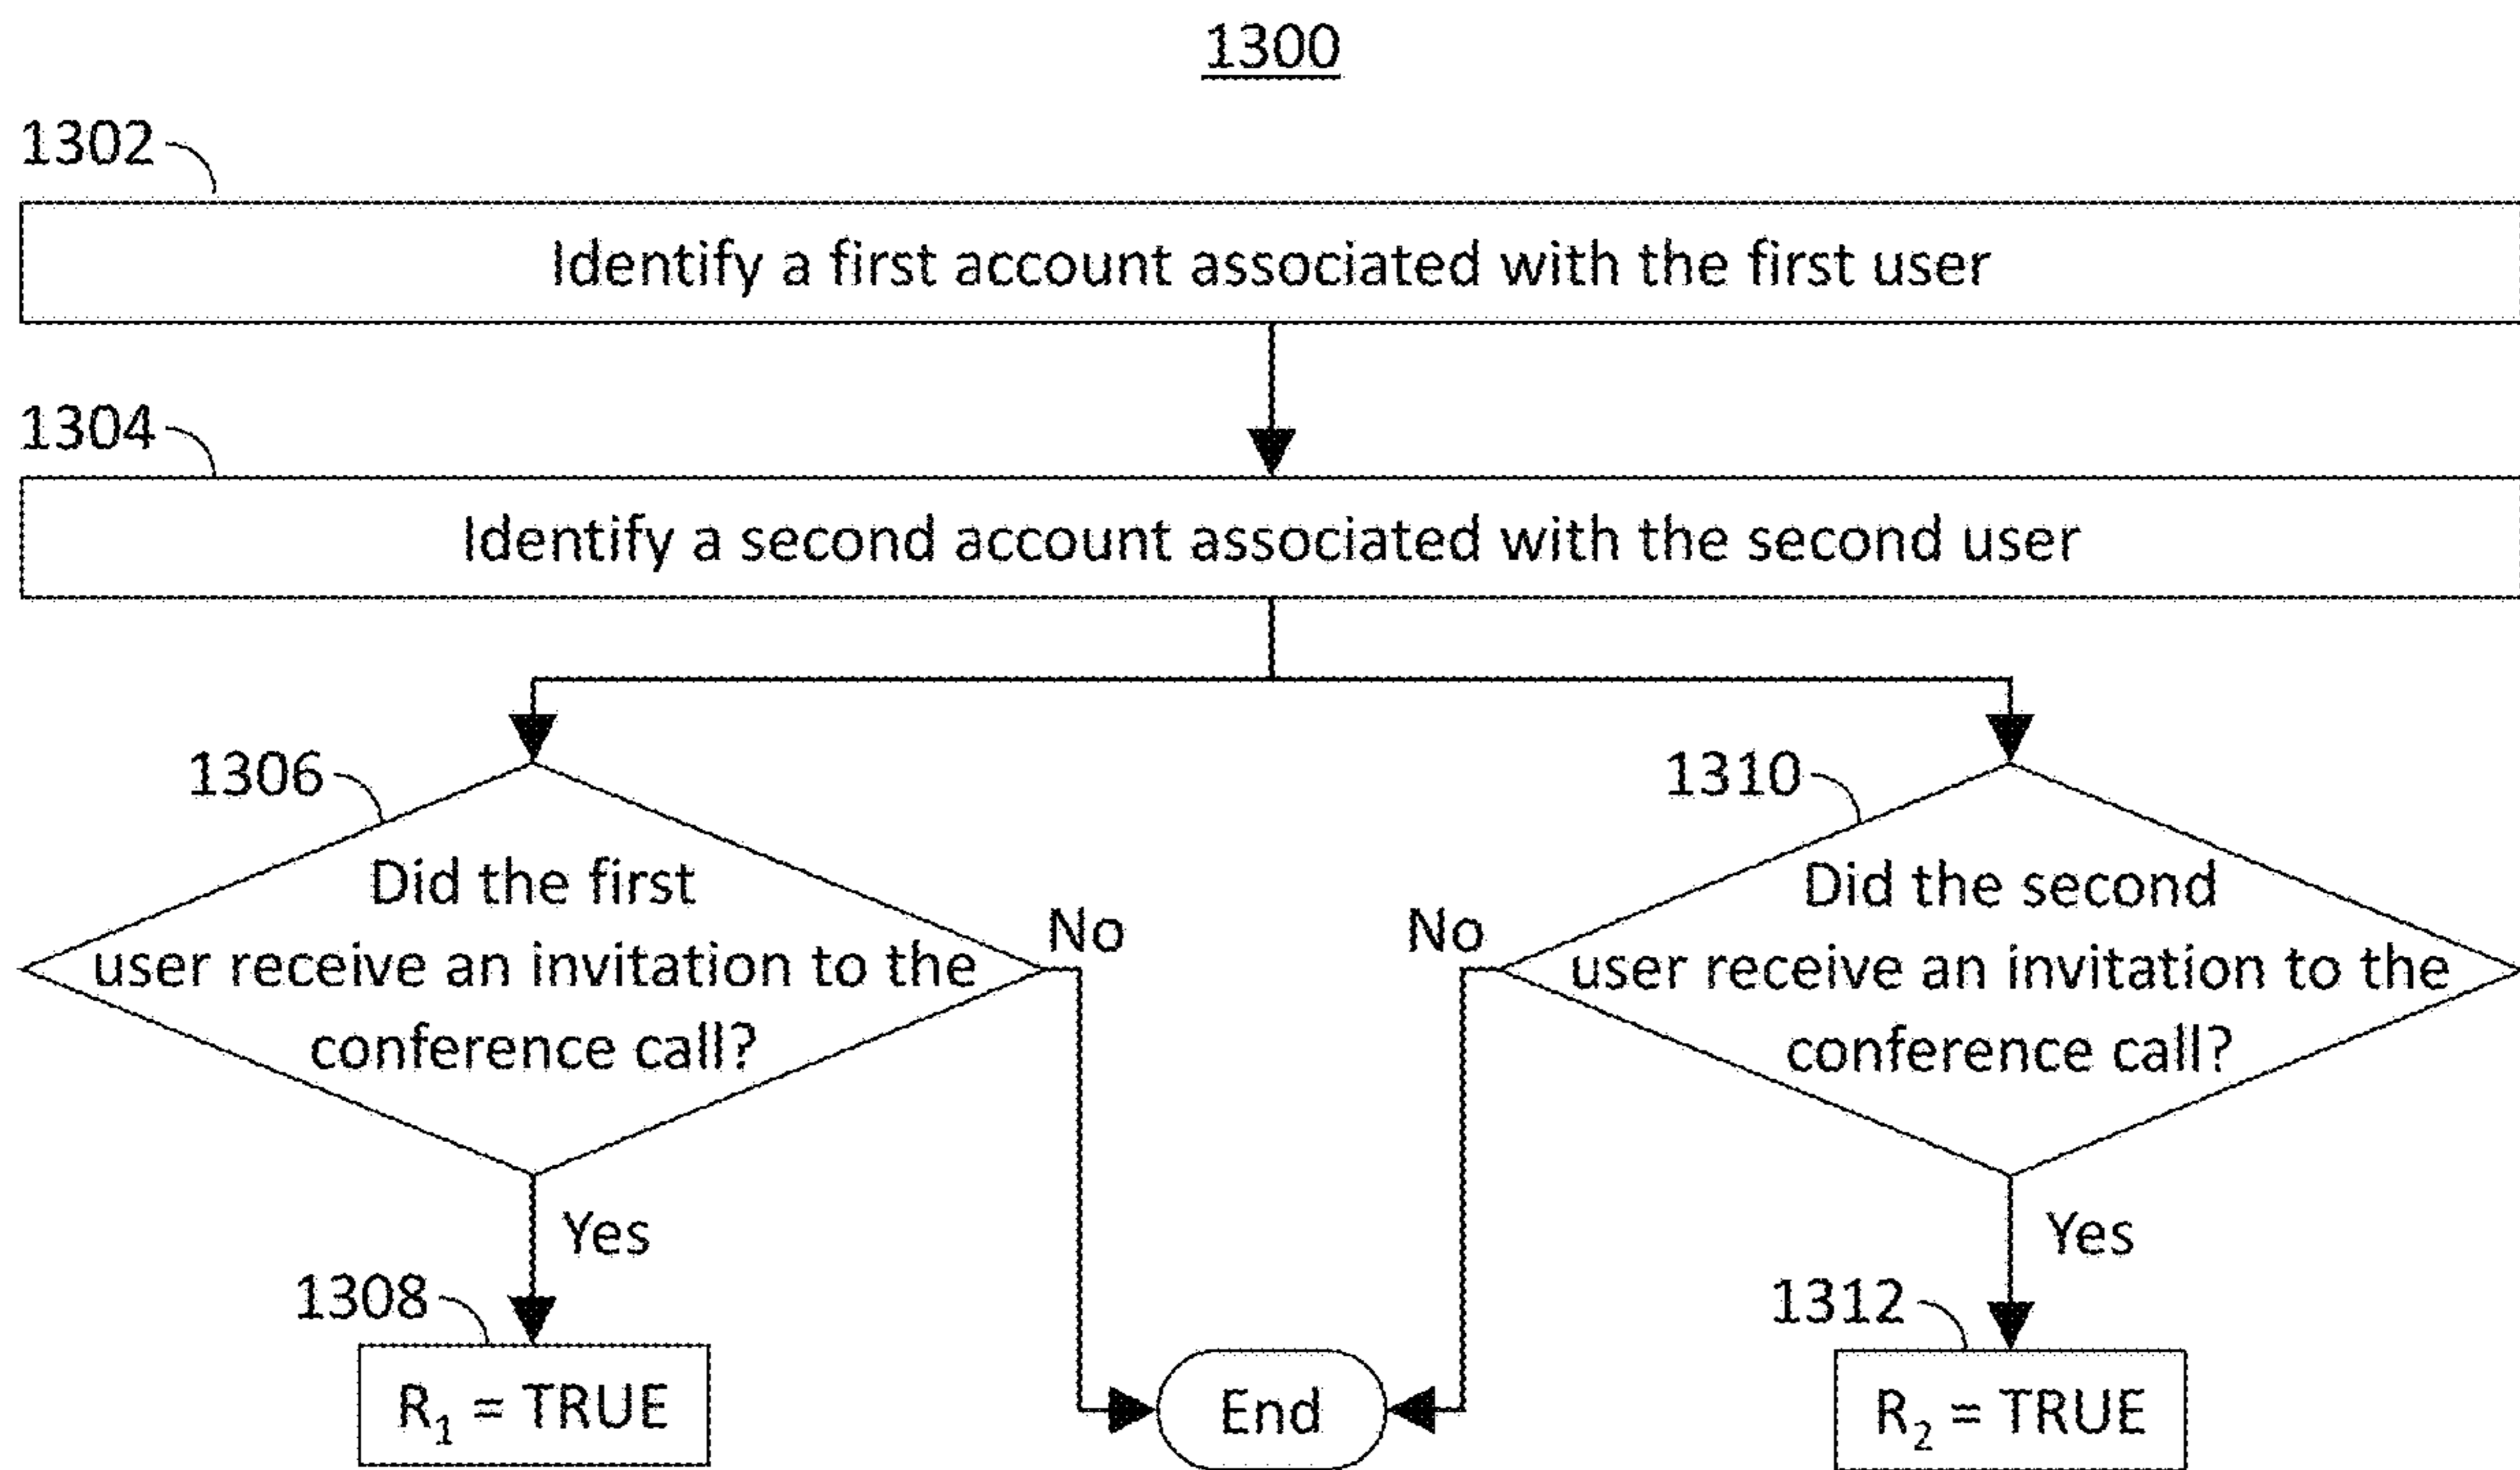 1300
1302
Identify a first account associated with the first user
1304
Identify a second account associated with the second user
1306
Did the first
user receive an invitation to the
conference call?
No
Yes
1308
R1 = TRUE
1310
Did the second
user receive an invitation to the
conference call?
No
Yes
1312
R2 = TRUE
End